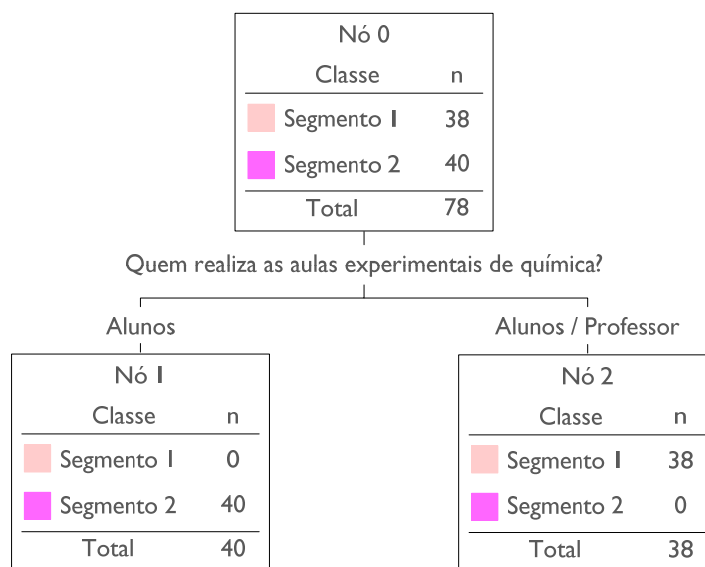 Nó 0
Classe n
Segmento 1 38
Segmento 2 40
Total 78
Quem realiza as aulas experimentais de química?
Alunos
Alunos / Professor
Nó 1
Classe n
Segmento 1 0
Segmento 2 40
Total 40
Nó 2
Classe n
Segmento 1 38
Segmento 2 0
Total 38